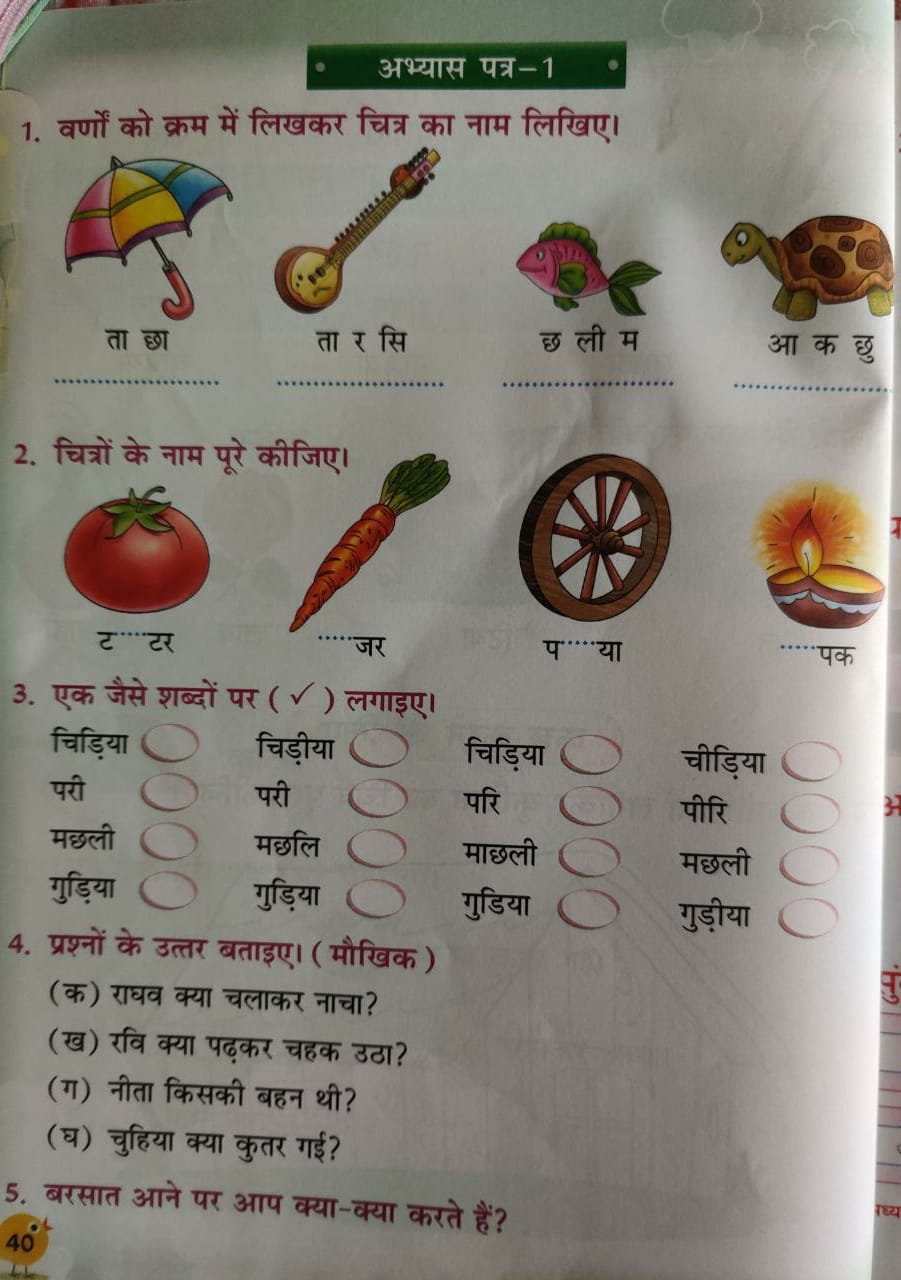 अभ्यास पत्र–1
1. वर्णों को क्रम में लिखकर चित्र का नाम लिखिए।
ता छा ता र सि छ ली म आ क छु
2. चित्रों के नाम पूरे कीजिए।
ट.....टर .....जर प.....या .....पक
3. एक जैसे शब्दों पर ( ✓ ) लगाइए।
चिड़िया चिड़ीया चिड़िया चीड़िया
परी परी परि पीरि
मछली मछलि माछली मछली
गुड़िया गुड़िया गुडिया गुड़ीया
4. प्रश्नों के उत्तर बताइए। ( मौखिक )
(क) राघव क्या चलाकर नाचा?
(ख) रवि क्या पढ़कर चहक उठा?
(ग) नीता किसकी बहन थी?
(घ) चुहिया क्या कुतर गई?
5. बरसात आने पर आप क्या-क्या करते हैं?
40